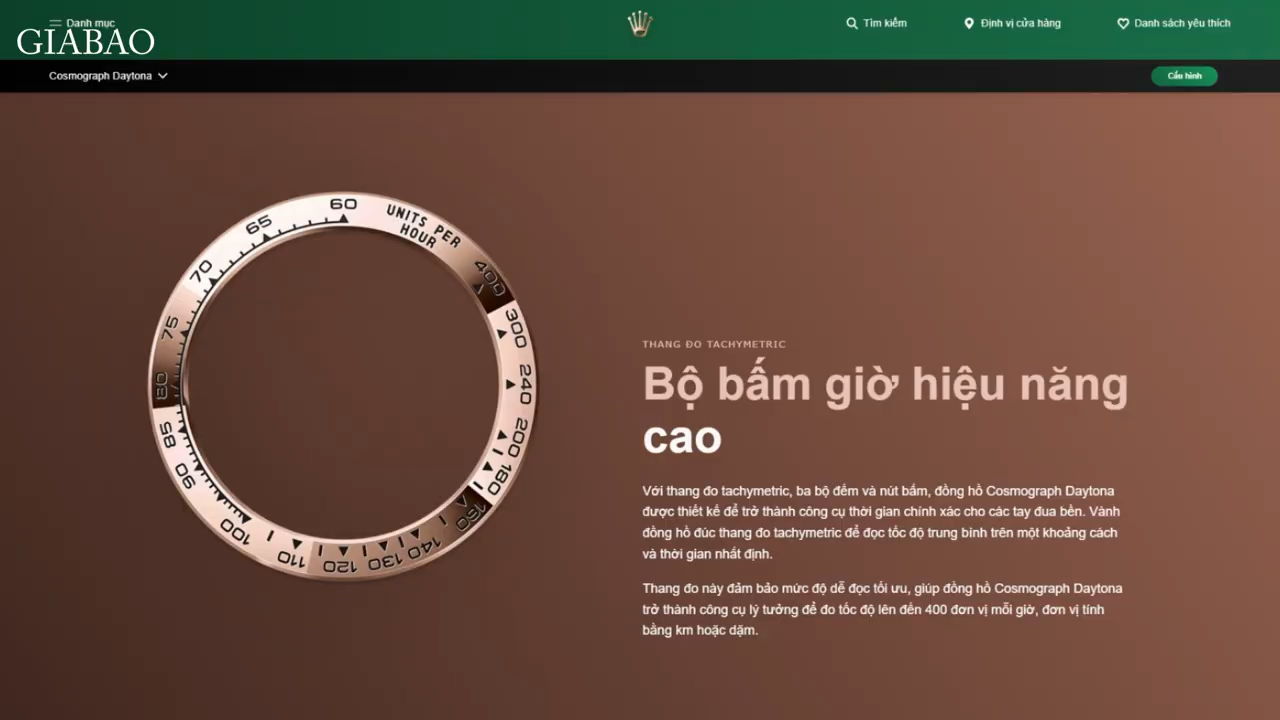 Danh mục
GIABAO
Tìm kiếm
Định vị cửa hàng
Danh sách yêu thích
Cosmograph Daytona
Cấu hình
60
UNITS PER
HOUR
400
300
240
200
180
160
140
130
120
110
100
90
85
80
75
70
65
THANG ĐO TACHYMETRIC
Bộ bấm giờ hiệu năng
cao
Với thang đo tachymetric, ba bộ đếm và nút bấm, đồng hồ Cosmograph Daytona
được thiết kế để trở thành công cụ thời gian chính xác cho các tay đua bền. Vành
đồng hồ đúc thang đo tachymetric để đọc tốc độ trung bình trên một khoảng cách
và thời gian nhất định.
Thang đo này đảm bảo mức độ dễ đọc tối ưu, giúp đồng hồ Cosmograph Daytona
trở thành công cụ lý tưởng để đo tốc độ lên đến 400 đơn vị mỗi giờ, đơn vị tính
bằng km hoặc dặm.